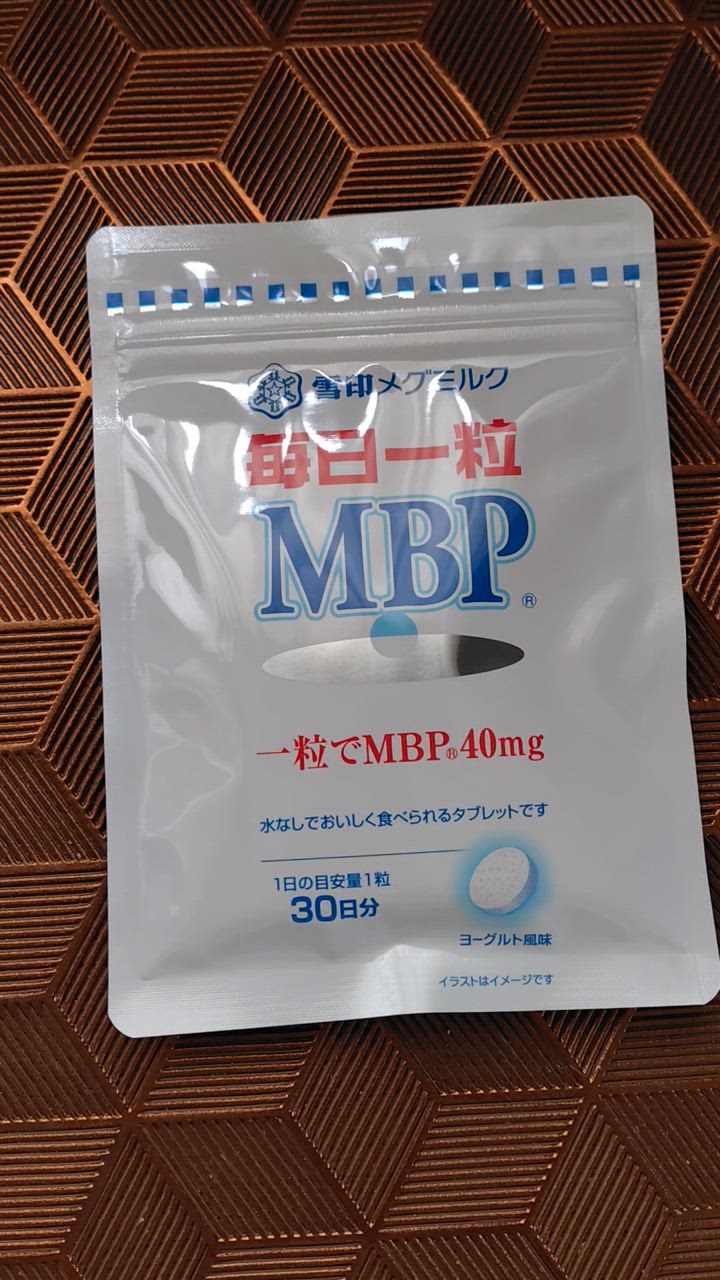 雪印メグミルク
毎日一粒
MBP®
一粒でMBP®40mg
水なしでおいしく食べられるタブレットです
1日の目安量1粒
30日分
ヨーグルト風味
イラストはイメージです